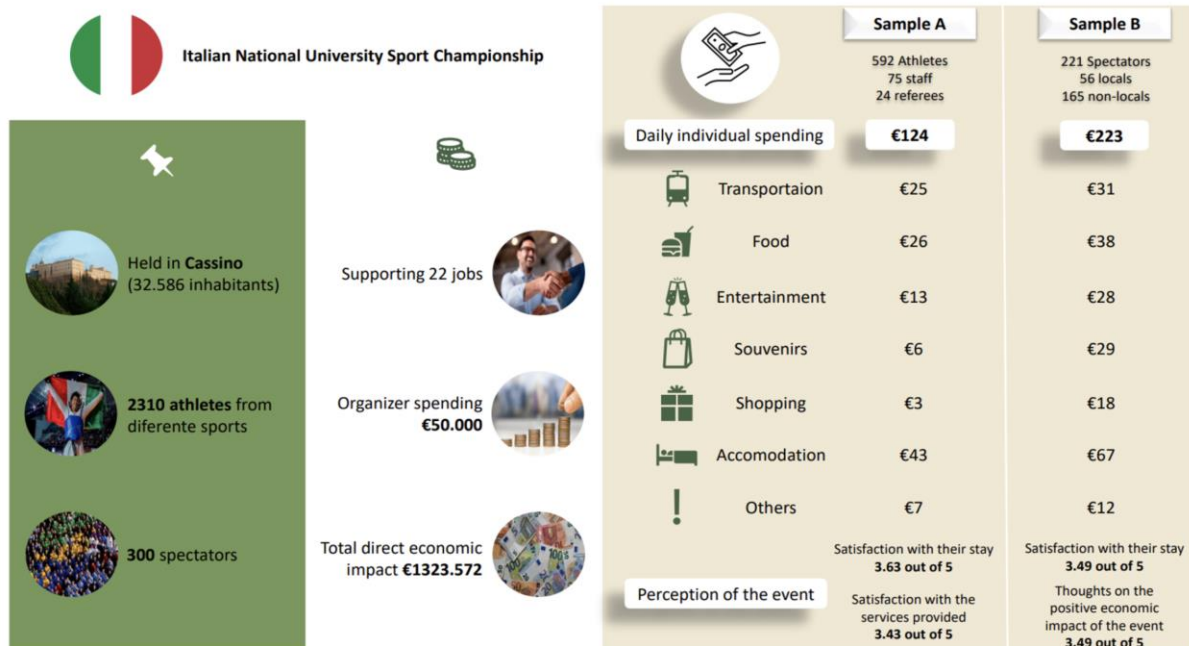 Italian National University Sport Championship
Held in Cassino
(32.586 inhabitants)
2310 athletes from
diferente sports
300 spectators
Supporting 22 jobs
Organizer spending
€50.000
Total direct economic
impact €1323.572
Sample A
Sample B
592 Athletes
75 staff
24 referees
221 Spectators
56 locals
165 non-locals
Daily individual spending
€124
€223
Transportaion
€25
€31
Food
€26
€38
Entertainment
€13
€28
Souvenirs
€6
€29
Shopping
€3
€18
Accomodation
€43
€67
Others
€7
€12
Perception of the event
Satisfaction with their stay
3.63 out of 5
Satisfaction with the
services provided
3.43 out of 5
Satisfaction with their stay
3.49 out of 5
Thoughts on the
positive economic
impact of the event
3.49 out of 5